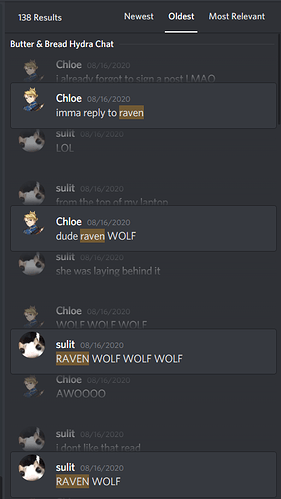 138 Results
Newest
Oldest
Most Relevant
Butter & Bread Hydra Chat
Chloe 08/16/2020
i already forgot to sign a post LMAO
Chloe 08/16/2020
imma reply to raven
sulit 08/16/2020
LOL
sulit 08/16/2020
from the top of my laptop
Chloe 08/16/2020
dude raven WOLF
sulit 08/16/2020
she was laying behind it
Chloe 08/16/2020
WOLF WOLF WOLF
sulit 08/16/2020
RAVEN WOLF WOLF WOLF
Chloe 08/16/2020
AWOOOO
sulit 08/16/2020
i dont like that read
sulit 08/16/2020
RAVEN WOLF